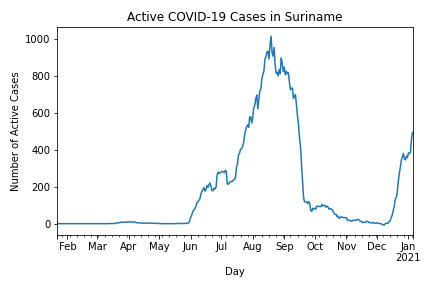 Active COVID-19 Cases in Suriname
Number of Active Cases
1000
800
600
400
200
0
Feb Mar Apr May Jun Jul Aug Sep Oct Nov Dec Jan
2021
Day